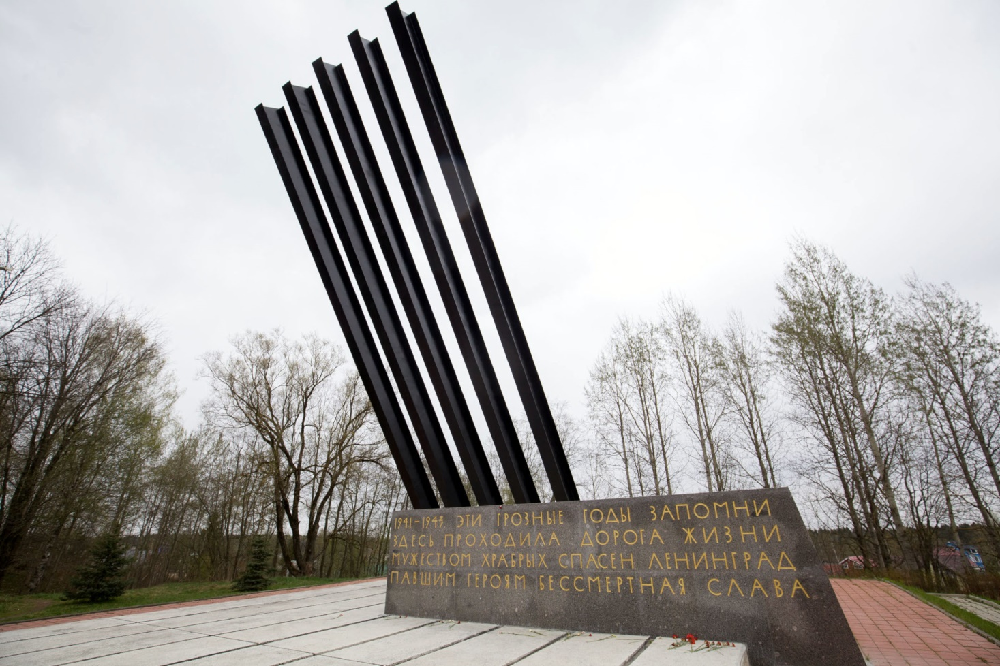 1941-1943 ЭТИ ГРОЗНЫЕ ГОДЫ ЗАПОМНИ
ЗДЕСЬ ПРОХОДИЛА ДОРОГА ЖИЗНИ
МУЖЕСТВОМ ХРАБРЫХ СПАСЕН ЛЕНИНГРАД
ПАВШИМ ГЕРОЯМ БЕССМЕРТНАЯ СЛАВА